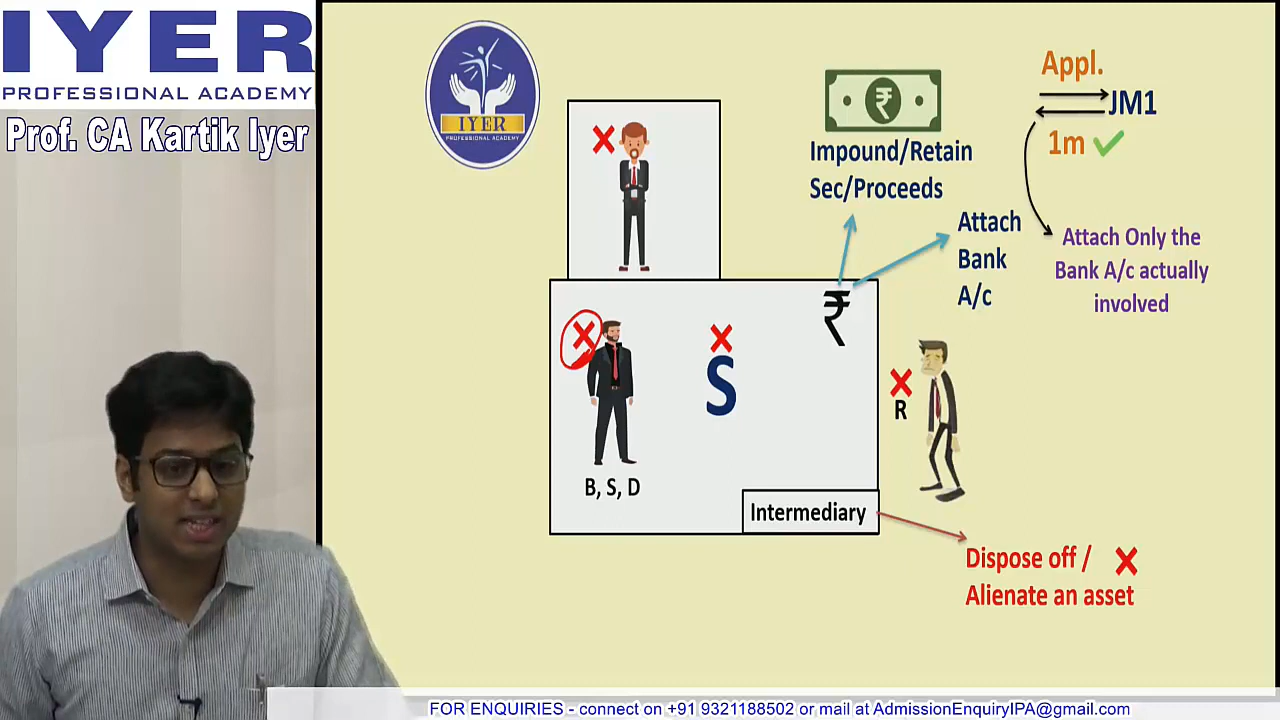 IYER
PROFESSIONAL ACADEMY
Prof. CA Kartik Iyer
IYER
PROFESSIONAL ACADEMY
₹
Impound/Retain
Sec/Proceeds
Appl.
JM1
1m
Attach
Bank
A/c
Attach Only the
Bank A/c actually
involved
₹
S
R
B, S, D
Intermediary
Dispose off /
Alienate an asset
FOR ENQUIRIES - connect on +91 9321188502 or mail at AdmissionEnquiryIPA@gmail.com